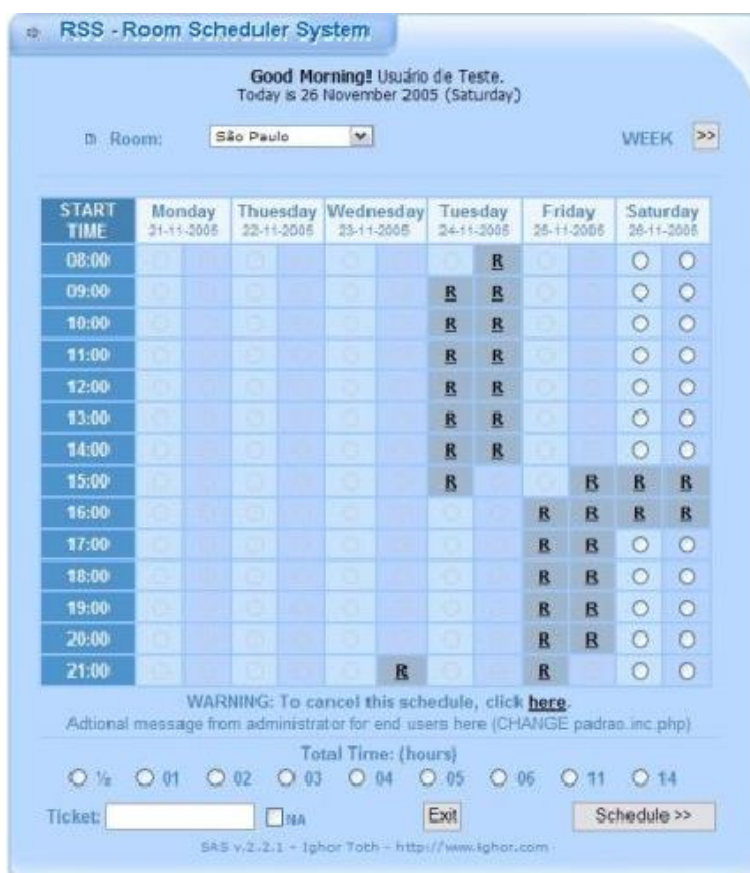 RSS - Room Scheduler System
Good Morning!! Usuário de Teste.
Today is 26 November 2005 (Saturday)
Room: São Paulo WEEK >>
START TIME Monday 21-11-2005 Thuesday 22-11-2005 Wednesday 23-11-2005 Tuesday 24-11-2005 Friday 25-11-2005 Saturday 26-11-2005
08:00 R
09:00 R R
10:00 R R
11:00 R R
12:00 R R
13:00 R R
14:00 R R
15:00 R R R R
16:00 R R R R
17:00 R R
18:00 R R
19:00 R R
20:00 R R
21:00 R R
WARNING: To cancel this schedule, click here.
Adtional message from administrator for end users here (CHANGE padrao.inc.php)
Total Time: (hours)
½ 01 02 03 04 05 06 11 14
Ticket: NA Exit Schedule >>
SAS v.2.2.1 - Ighor Toth - http://www.ighor.com